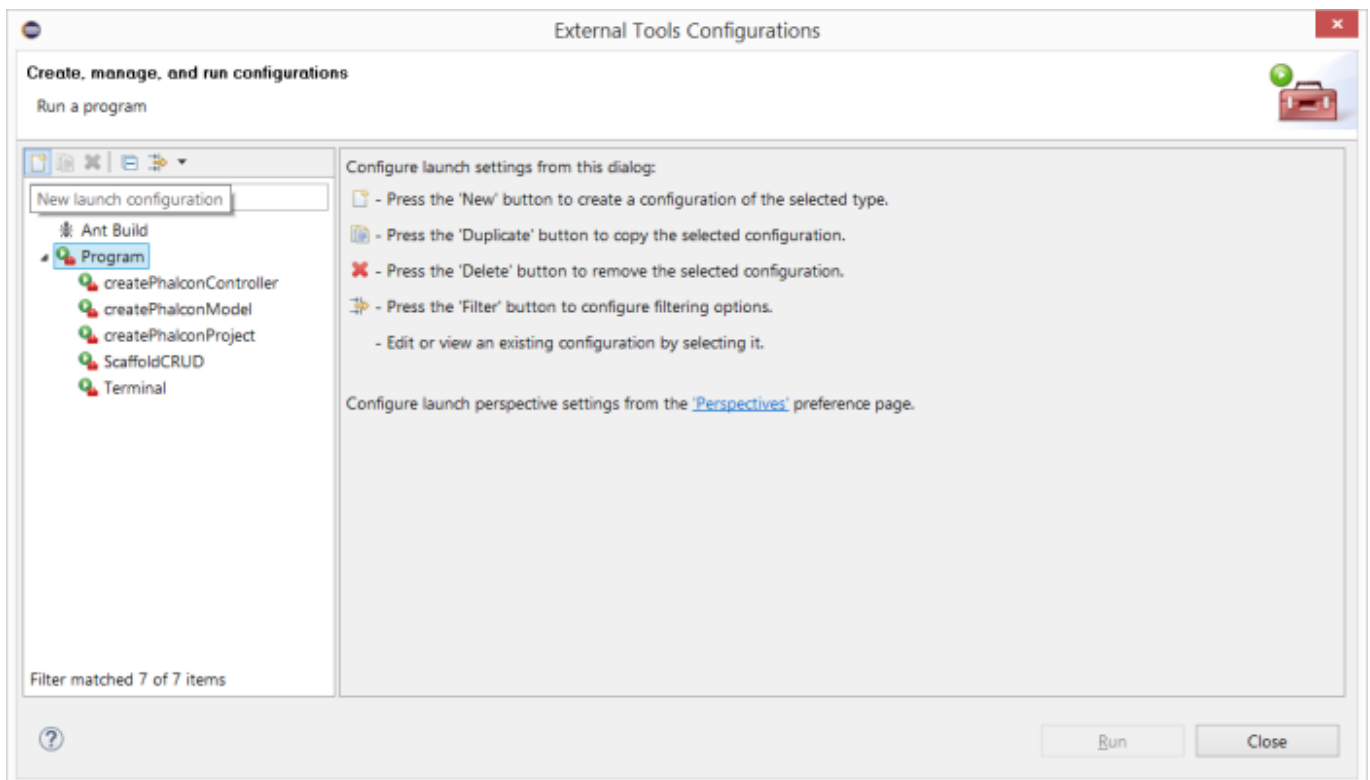 External Tools Configurations
Create, manage, and run configurations
Run a program
New launch configuration
Ant Build
Program
createPhalconController
createPhalconModel
createPhalconProject
ScaffoldCRUD
Terminal
Filter matched 7 of 7 items
Configure launch settings from this dialog:
- Press the 'New' button to create a configuration of the selected type.
- Press the 'Duplicate' button to copy the selected configuration.
- Press the 'Delete' button to remove the selected configuration.
- Press the 'Filter' button to configure filtering options.
- Edit or view an existing configuration by selecting it.
Configure launch perspective settings from the 'Perspectives' preference page.
Run
Close